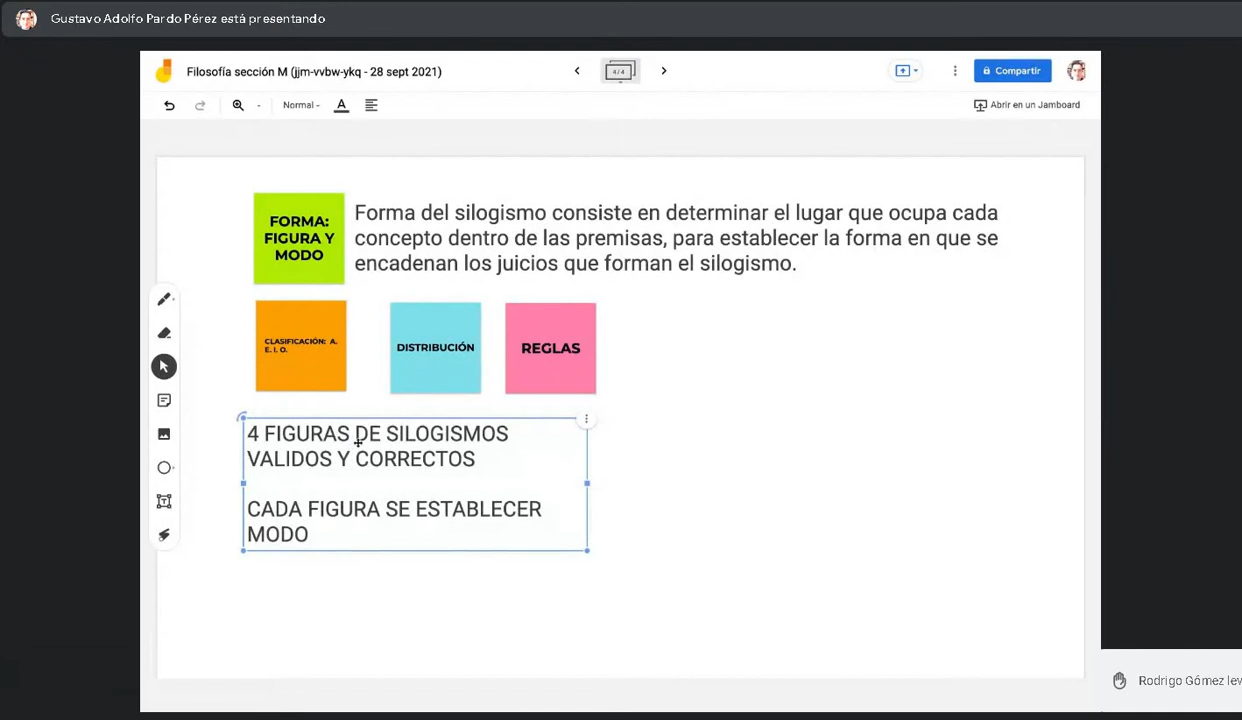 Gustavo Adolfo Pardo Pérez está presentando
Filosofía sección M (jjm-vvbw-ykq - 28 sept 2021)
4/4
Compartir
Normal
A
Abrir en un Jamboard
FORMA:
FIGURA Y
MODO
Forma del silogismo consiste en determinar el lugar que ocupa cada
concepto dentro de las premisas, para establecer la forma en que se
encadenan los juicios que forman el silogismo.
CLASIFICACIÓN: A.
E. I. O.
DISTRIBUCIÓN
REGLAS
4 FIGURAS DE SILOGISMOS
VALIDOS Y CORRECTOS
CADA FIGURA SE ESTABLECER
MODO
Rodrigo Gómez lev